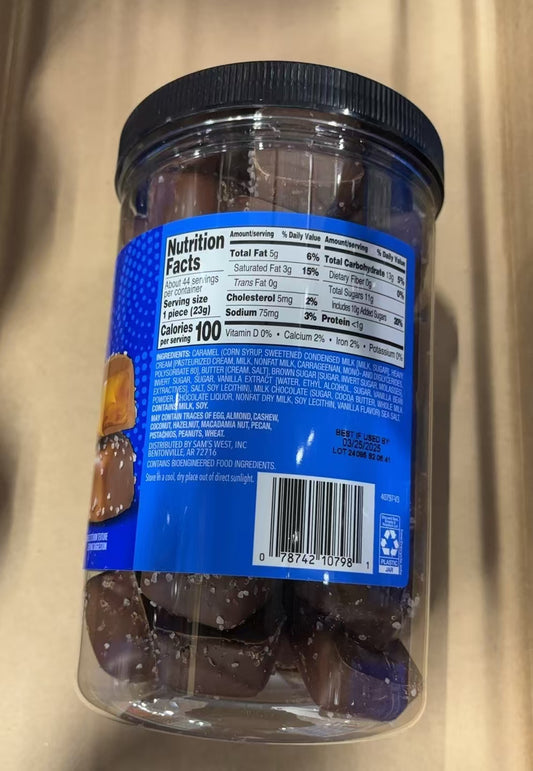 Nutrition Facts
About 44 servings
per container
Serving size
1 piece (23g)
Calories 100
per serving
Amount/serving % Daily Value
Total Fat 5g 6%
Saturated Fat 3g 15%
Trans Fat 0g
Cholesterol 5mg 2%
Sodium 75mg 3%
Amount/serving % Daily Value
Total Carbohydrate 13g 5%
Dietary Fiber 0g 0%
Total Sugars 11g
Includes 10g Added Sugars 20%
Protein <1g
Vitamin D 0% • Calcium 2% • Iron 2% • Potassium 0%
INGREDIENTS: CARAMEL (CORN SYRUP, SWEETENED CONDENSED MILK [MILK, SUGAR], HEAVY
CREAM [PASTEURIZED CREAM, MILK, NONFAT MILK, CARRAGEENAN, MONO- AND DIGLYCERIDES,
POLYSORBATE 80], BUTTER [CREAM, SALT], BROWN SUGAR [SUGAR, INVERT SUGAR, MOLASSES],
INVERT SUGAR, SUGAR, VANILLA EXTRACT [WATER, ETHYL ALCOHOL, SUGAR, VANILLA BEAN
EXTRACTIVES], SALT, SOY LECITHIN), MILK CHOCOLATE (SUGAR, COCOA BUTTER, WHOLE MILK
POWDER, CHOCOLATE LIQUOR, NONFAT DRY MILK, SOY LECITHIN, VANILLA FLAVOR) SEA SALT.
CONTAINS MILK, SOY.
MAY CONTAIN TRACES OF EGG, ALMOND, CASHEW,
COCONUT, HAZELNUT, MACADAMIA NUT, PECAN,
PISTACHIOS, PEANUTS, WHEAT.
DISTRIBUTED BY SAM'S WEST, INC
BENTONVILLE, AR 72716
CONTAINS BIOENGINEERED FOOD INGREDIENTS.
Store in a cool, dry place out of direct sunlight.
BEST IF USED BY
03/25/2025
LOT 24095
0 78742 10798 1
PLASTIC
JAR